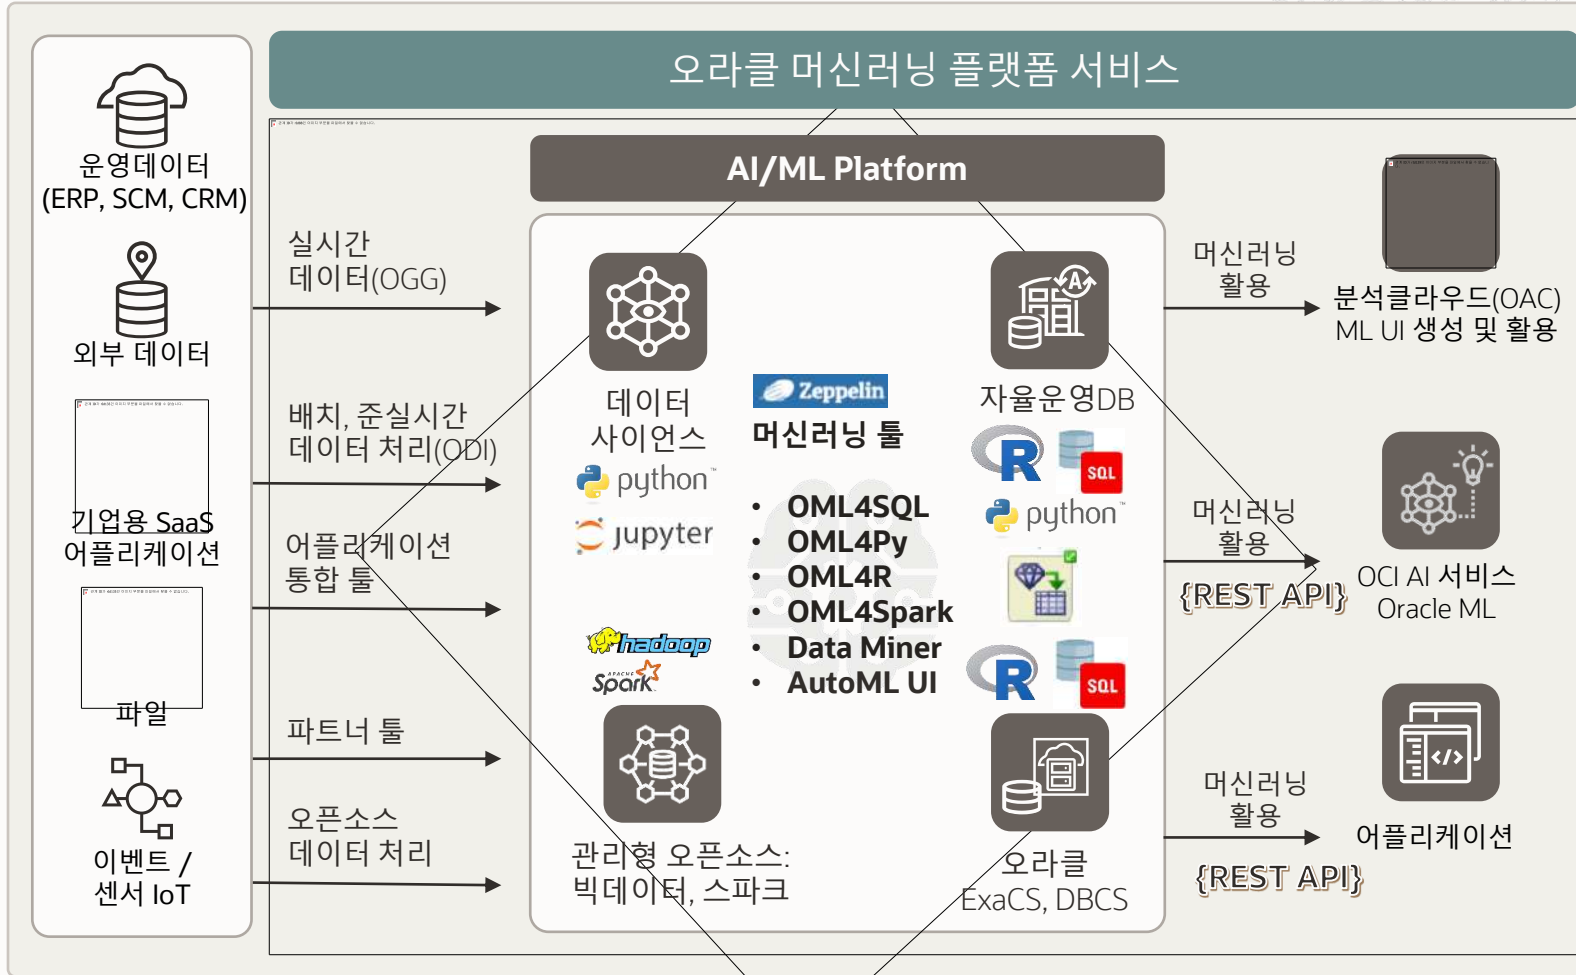 오라클 머신러닝 플랫폼 서비스
운영데이터
(ERP, SCM, CRM)
외부 데이터
기업용 SaaS
어플리케이션
파일
이벤트 /
센서 IoT
실시간
데이터(OGG)
배치, 준실시간
데이터 처리(ODI)
어플리케이션
통합 툴
파트너 툴
오픈소스
데이터 처리
AI/ML Platform
데이터
사이언스
python
jupyter
hadoop
APACHE
Spark
관리형 오픈소스:
빅데이터, 스파크
Zeppelin
머신러닝 툴
• OML4SQL
• OML4Py
• OML4R
• OML4Spark
• Data Miner
• AutoML UI
A
자율운영DB
R
SQL
python
R
SQL
오라클
ExaCS, DBCS
머신러닝
활용
머신러닝
활용
{REST API}
머신러닝
활용
{REST API}
분석클라우드(OAC)
ML UI 생성 및 활용
OCI AI 서비스
Oracle ML
</>
어플리케이션